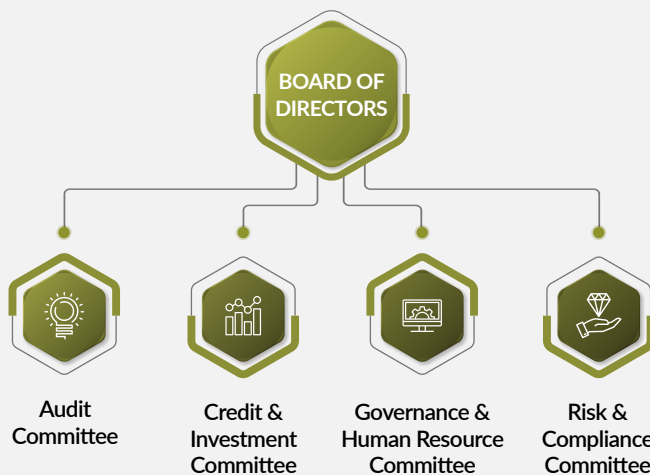 BOARD OF
DIRECTORS
Audit
Committee
Credit &
Investment
Committee
Governance &
Human Resource
Committee
Risk &
Compliance
Committee